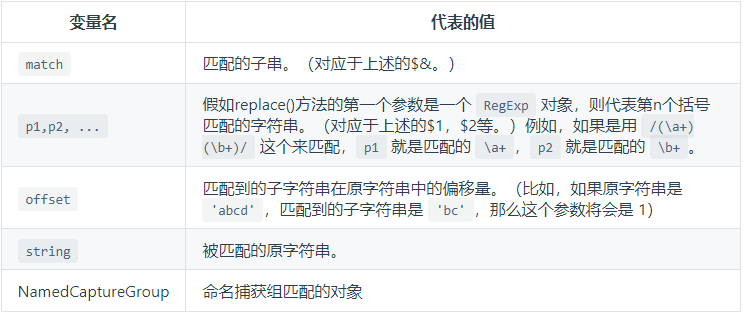 变量名 代表的值
match 匹配的子串。（对应于上述的$&。）
假如replace()方法的第一个参数是一个 RegExp 对象，则代表第n个括号
p1,p2, ... 匹配的字符串。（对应于上述的$1，$2等。）例如，如果是用 /(\a+)
(\b+)/ 这个来匹配，p1 就是匹配的 \a+，p2 就是匹配的 \b+。
匹配到的子字符串在原字符串中的偏移量。（比如，如果原字符串是
offset
'abcd'，匹配到的子字符串是 'bc'，那么这个参数将会是 1）
string 被匹配的原字符串。
NamedCaptureGroup 命名捕获组匹配的对象